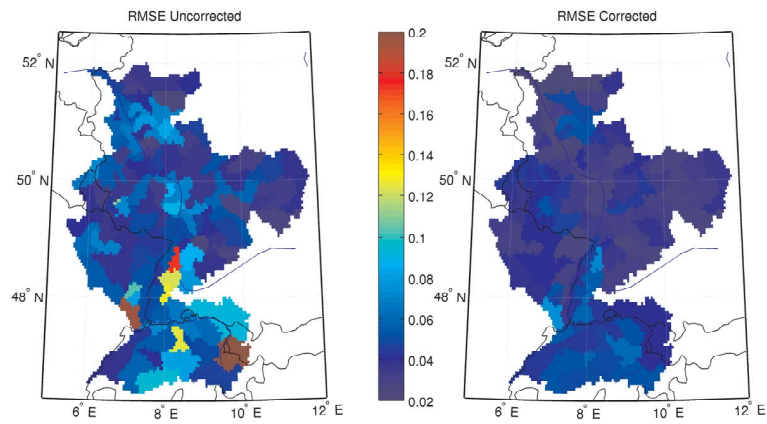 RMSE Uncorrected
RMSE Corrected
52° N
50° N
48° N
6° E
8° E
10° E
12° E
0.2
0.18
0.16
0.14
0.12
0.1
0.08
0.06
0.04
0.02
52° N
50° N
48° N
6° E
8° E
10° E
12° E